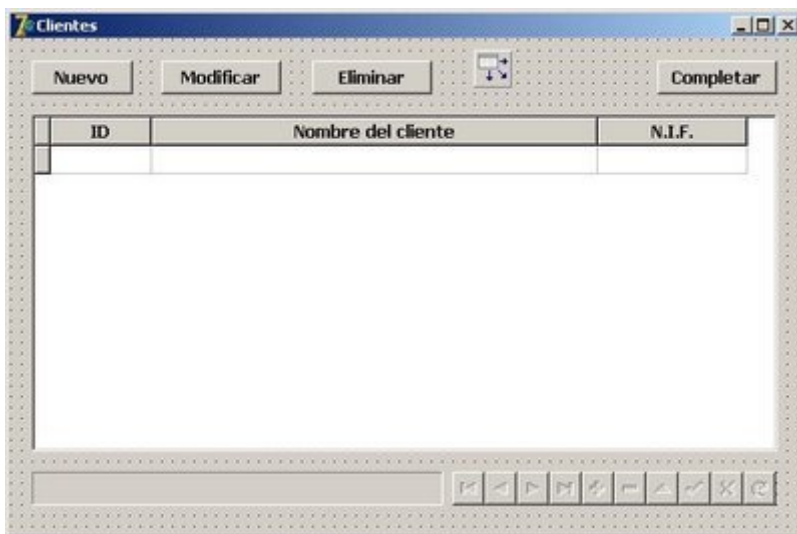 Clientes
Nuevo Modificar Eliminar Completar
ID Nombre del cliente N.I.F.